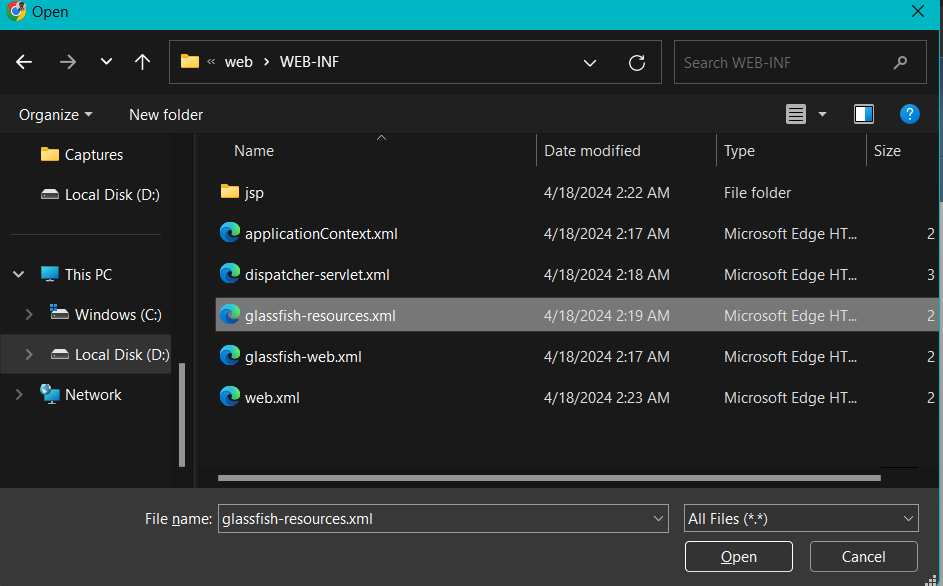 Open
« web > WEB-INF
Search WEB-INF
Organize New folder
Captures
Local Disk (D:)
This PC
Windows (C:)
Local Disk (D:)
Network
Name Date modified Type Size
jsp 4/18/2024 2:22 AM File folder
applicationContext.xml 4/18/2024 2:17 AM Microsoft Edge HT... 2
dispatcher-servlet.xml 4/18/2024 2:18 AM Microsoft Edge HT... 3
glassfish-resources.xml 4/18/2024 2:19 AM Microsoft Edge HT... 2
glassfish-web.xml 4/18/2024 2:17 AM Microsoft Edge HT... 2
web.xml 4/18/2024 2:23 AM Microsoft Edge HT... 2
File name: glassfish-resources.xml All Files (*.*)
Open Cancel